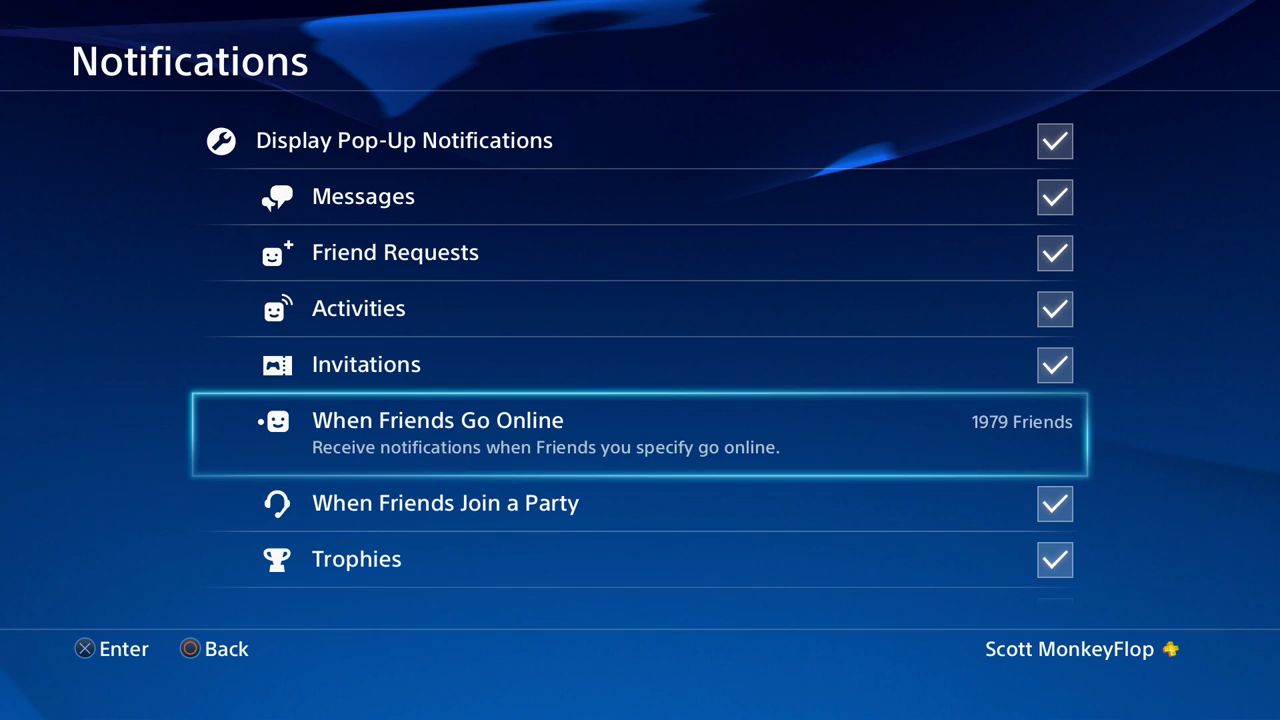 Notifications
Display Pop-Up Notifications
Messages
Friend Requests
Activities
Invitations
When Friends Go Online
1979 Friends
Receive notifications when Friends you specify go online.
When Friends Join a Party
Trophies
Enter Back
Scott MonkeyFlop